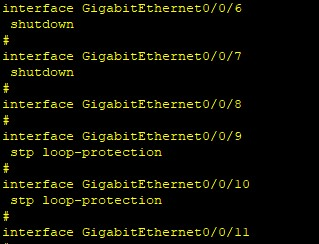 interface GigabitEthernet0/0/6
 shutdown
#
interface GigabitEthernet0/0/7
 shutdown
#
interface GigabitEthernet0/0/8
#
interface GigabitEthernet0/0/9
 stp loop-protection
#
interface GigabitEthernet0/0/10
 stp loop-protection
#
interface GigabitEthernet0/0/11